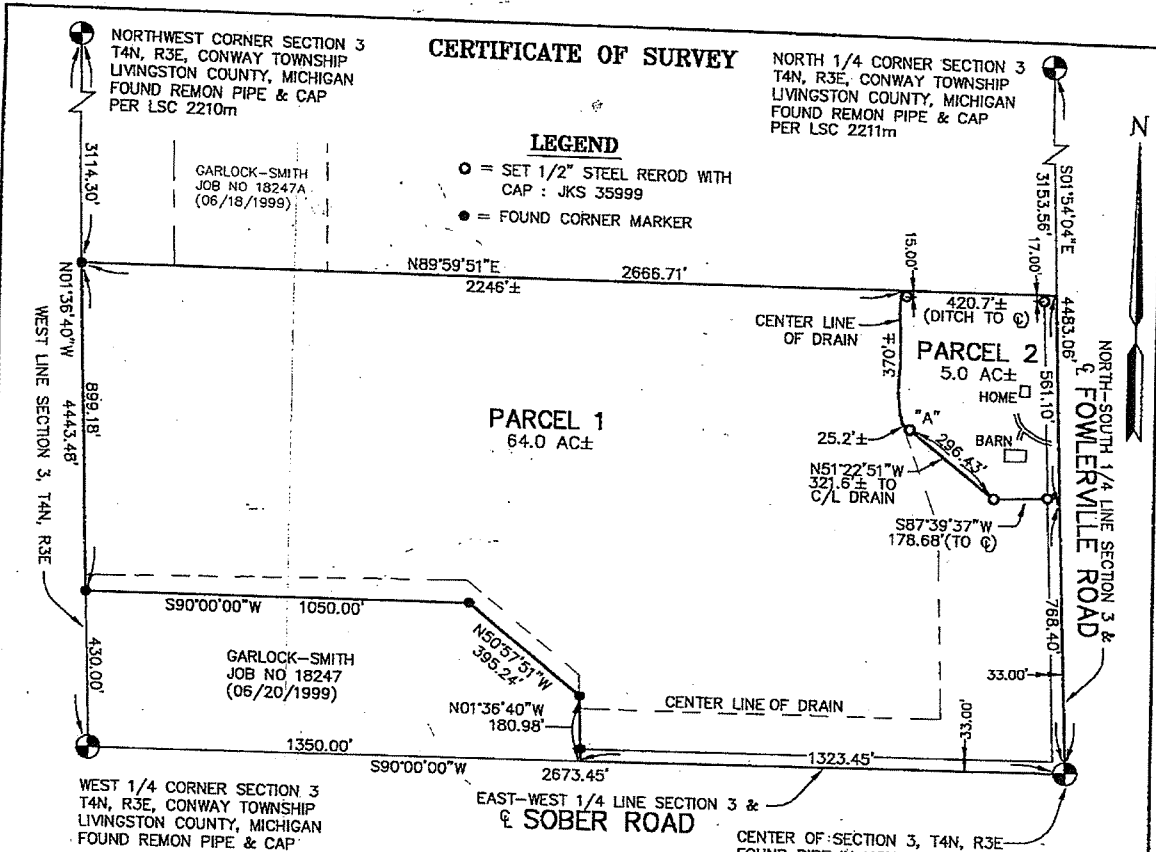 CERTIFICATE OF SURVEY
NORTHWEST CORNER SECTION 3
T4N, R3E, CONWAY TOWNSHIP
LIVINGSTON COUNTY, MICHIGAN
FOUND REMON PIPE & CAP
PER LSC 2210m
NORTH 1/4 CORNER SECTION 3
T4N, R3E, CONWAY TOWNSHIP
LIVINGSTON COUNTY, MICHIGAN
FOUND REMON PIPE & CAP
PER LSC 2211m
N
LEGEND
= SET 1/2" STEEL REROD WITH
CAP : JKS 35999
= FOUND CORNER MARKER
GARLOCK-SMITH
JOB NO 18247A
(06/18/1999)
3114.30'
S01°54'04"E
3153.56'
4483.06'
N89°59'51"E 2666.71'
2246'±
15.00'
17.00'
420.7'±
(DITCH TO ℄)
CENTER LINE
OF DRAIN
370'±
PARCEL 2
5.0 AC±
HOME
BARN
561.10'
"A"
25.2'±
296.43'
N51°22'51"W
321.6'± TO
C/L DRAIN
S87°39'37"W
178.68'(TO ℄)
NORTH-SOUTH 1/4 LINE SECTION 3 &
℄ FOWLERVILLE ROAD
PARCEL 1
64.0 AC±
N01°36'40"W
4443.48'
899.18'
WEST LINE SECTION 3, T4N, R3E
S90°00'00"W 1050.00'
N50°57'51"W
395.24'
N01°36'40"W
180.98'
430.00'
GARLOCK-SMITH
JOB NO 18247
(06/20/1999)
CENTER LINE OF DRAIN
768.40'
33.00'
33.00'
1350.00'
1323.45'
S90°00'00"W 2673.45'
EAST-WEST 1/4 LINE SECTION 3 &
℄ SOBER ROAD
WEST 1/4 CORNER SECTION 3
T4N, R3E, CONWAY TOWNSHIP
LIVINGSTON COUNTY, MICHIGAN
FOUND REMON PIPE & CAP
CENTER OF SECTION 3, T4N, R3E
FOUND PIPE